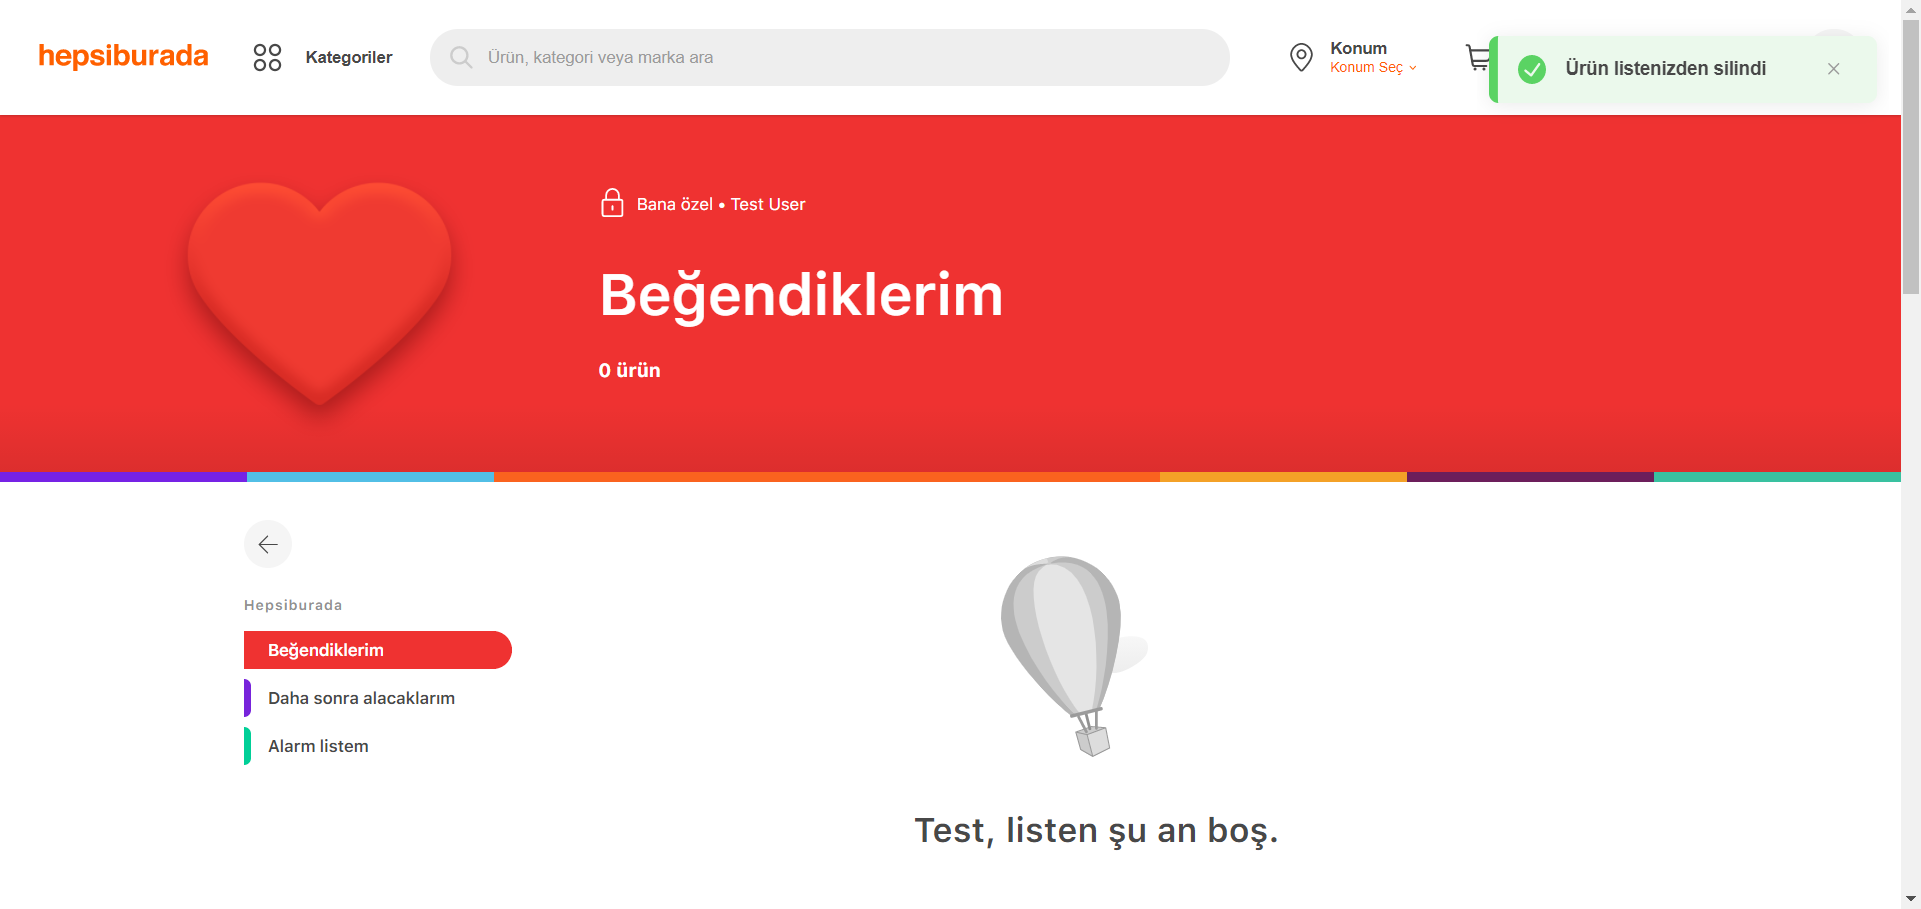 hepsiburada
Kategoriler
Ürün, kategori veya marka ara
Konum
Konum Seç
Ürün listenizden silindi
Bana özel • Test User
Beğendiklerim
0 ürün
Hepsiburada
Beğendiklerim
Daha sonra alacaklarım
Alarm listem
Test, listen şu an boş.